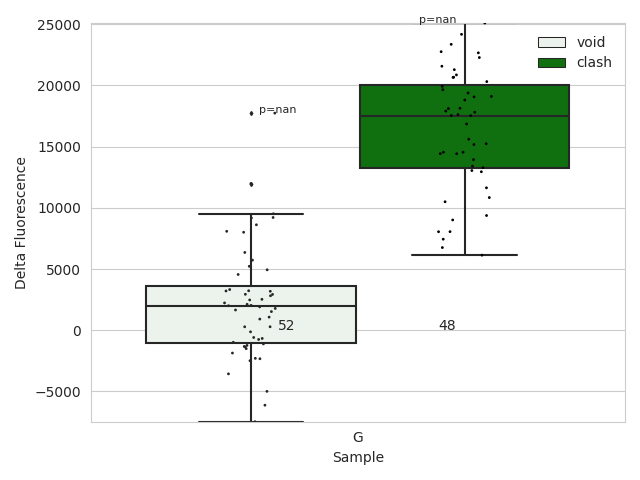 p=nan
25000
void
clash
20000
p=nan
15000
10000
5000
52
48
0
−5000
Delta Fluorescence
G
Sample